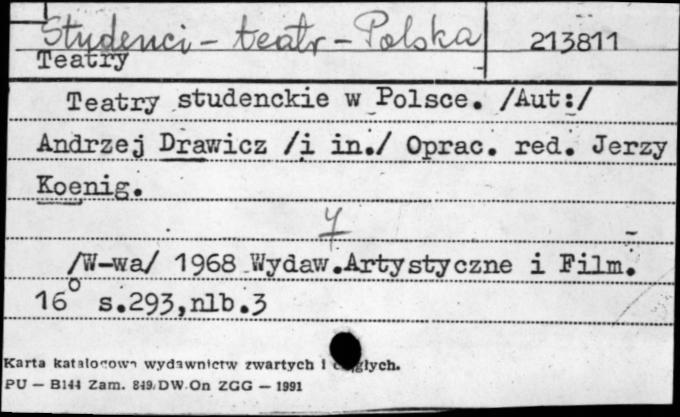 Studenci - teatr - Polska 213811
Teatry
Teatry studenckie w Polsce. /Aut:/
Andrzej Drawicz /i in./ Oprac. red. Jerzy
Koenig.
7
/W-wa/ 1968 Wydaw.Artystyczne i Film.
16° s.293,nlb.3
Karta katalogowa wydawnictw zwartych i ciągłych.
PU — B144 Zam. 849/DW.On ZGG — 1991